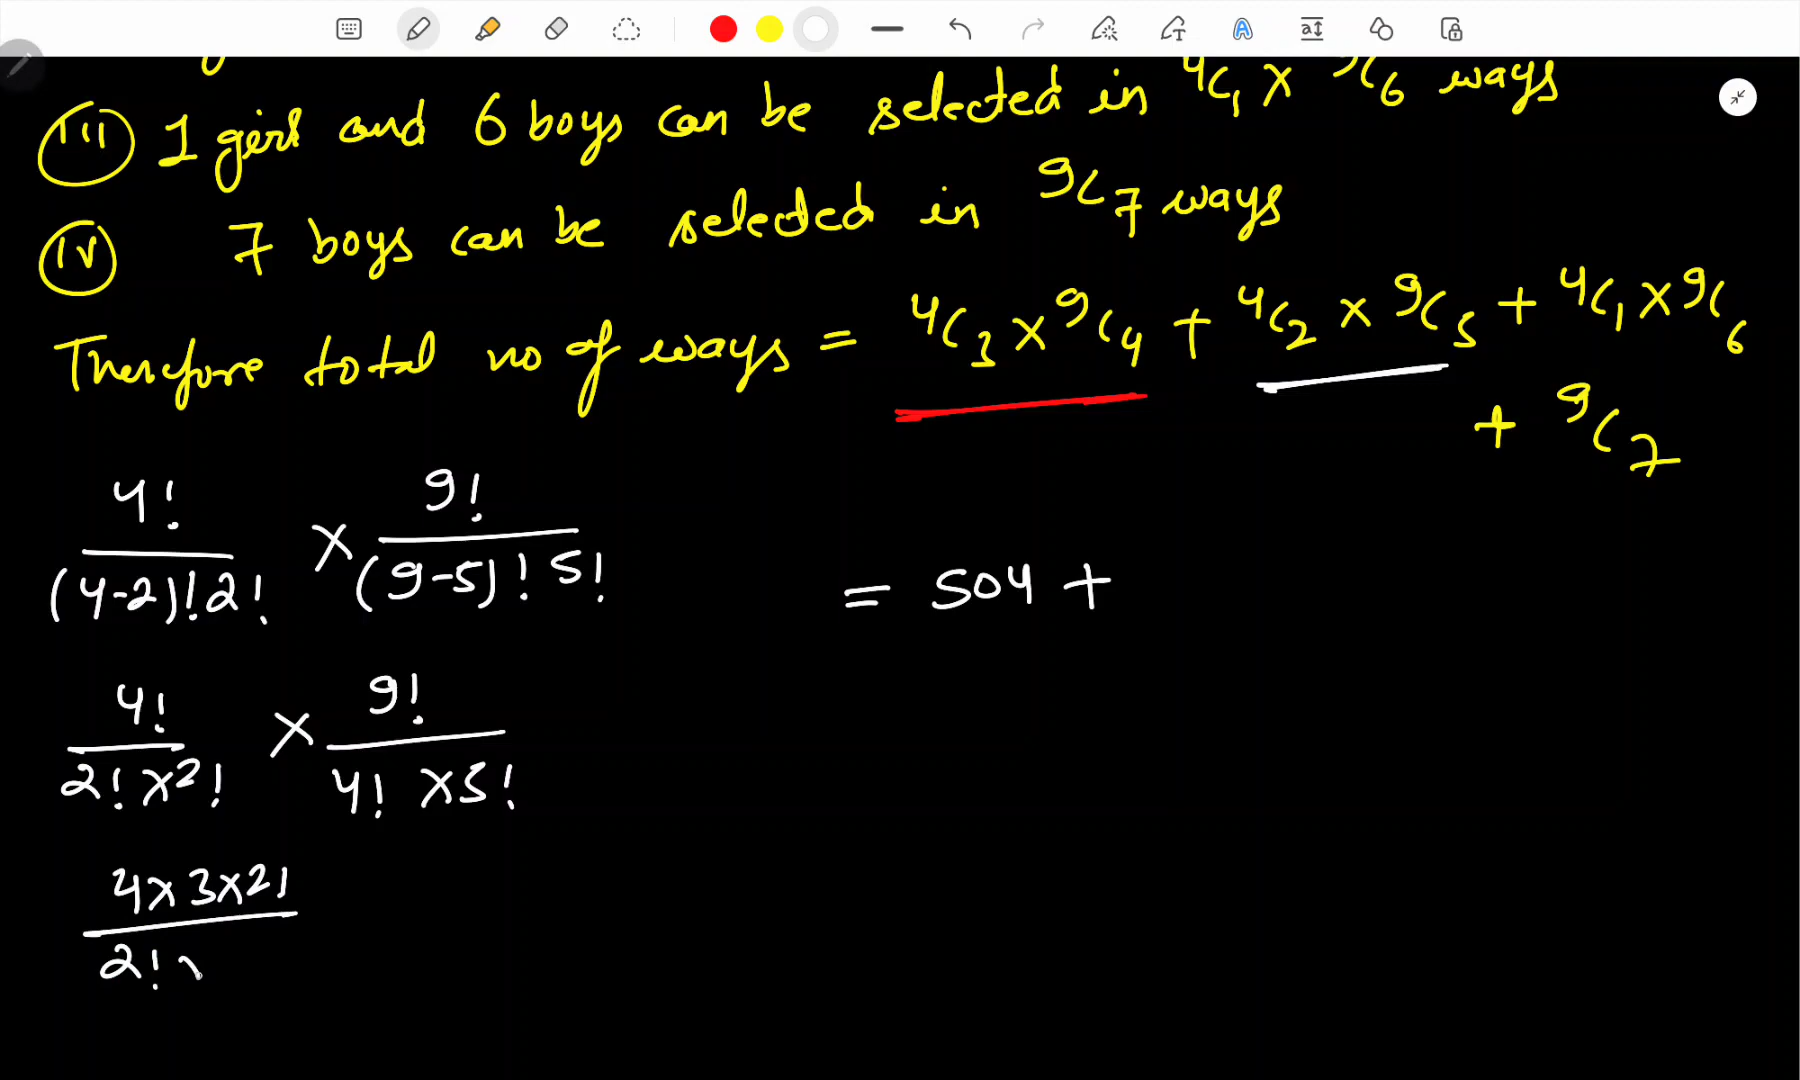 (iii) 1 girl and 6 boys can be selected in ⁴C₁ × ⁹C₆ ways
(iv) 7 boys can be selected in ⁹C₇ ways
Therefore total no of ways = ⁴C₃ × ⁹C₄ + ⁴C₂ × ⁹C₅ + ⁴C₁ × ⁹C₆
+ ⁹C₇
4! / (4-2)! 2! × 9! / (9-5)! 5!
= 504 +
4! / 2! × 2! × 9! / 4! × 5!
4 × 3 × 2! / 2!